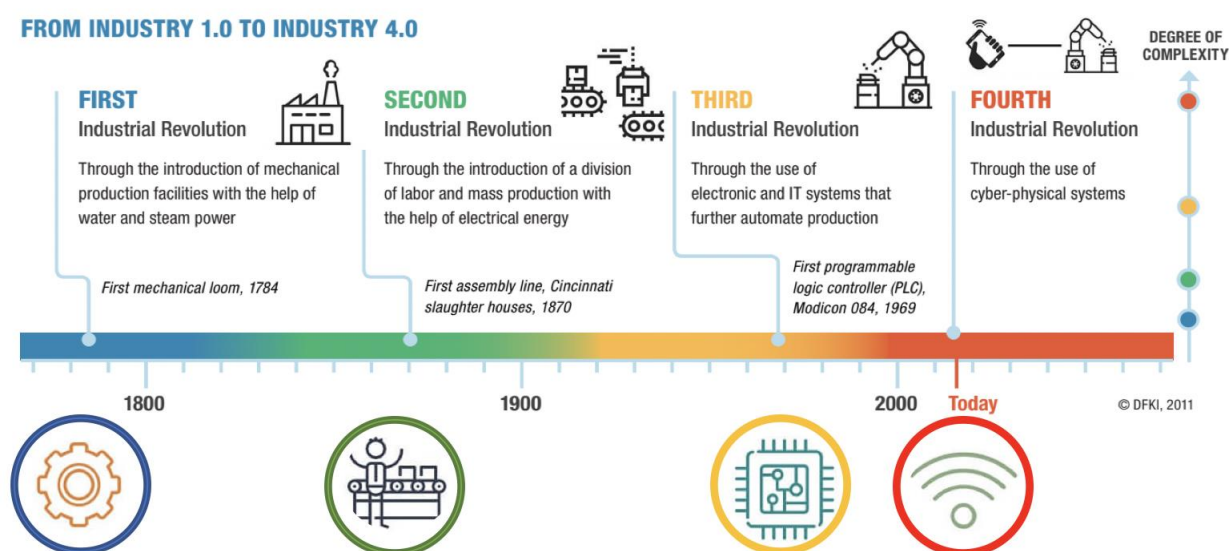 FROM INDUSTRY 1.0 TO INDUSTRY 4.0
DEGREE OF
COMPLEXITY
FIRST
Industrial Revolution
Through the introduction of mechanical
production facilities with the help of
water and steam power
First mechanical loom, 1784
SECOND
Industrial Revolution
Through the introduction of a division
of labor and mass production with
the help of electrical energy
First assembly line, Cincinnati
slaughter houses, 1870
THIRD
Industrial Revolution
Through the use of
electronic and IT systems that
further automate production
First programmable
logic controller (PLC),
Modicon 084, 1969
FOURTH
Industrial Revolution
Through the use of
cyber-physical systems
1800
1900
2000
Today
© DFKI, 2011